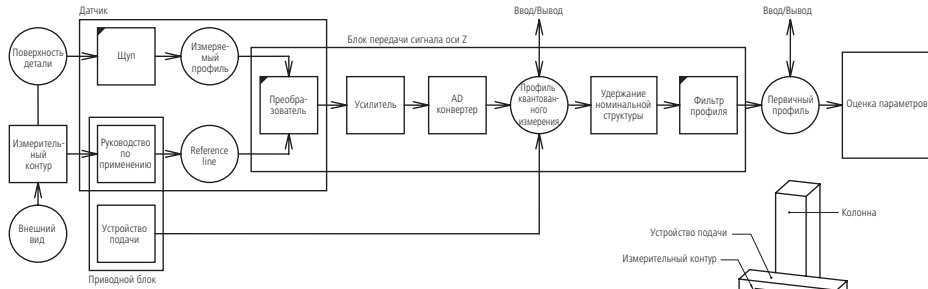 Датчик
Ввод/Вывод
Ввод/Вывод
Блок передачи сигнала оси Z
Поверхность
детали
Щуп
Измеряе-
мый
профиль
Преобра-
зователь
Усилитель
AD
конвертер
Профиль
квантован-
ного
измерения
Удержание
номинальной
структуры
Фильтр
профиля
Первичный
профиль
Оценка параметров
Измеритель-
ный
контур
Руководство
по
применению
Reference
line
Внешний
вид
Устройство
подачи
Приводной блок
Колонна
Устройство подачи
Измерительный контур